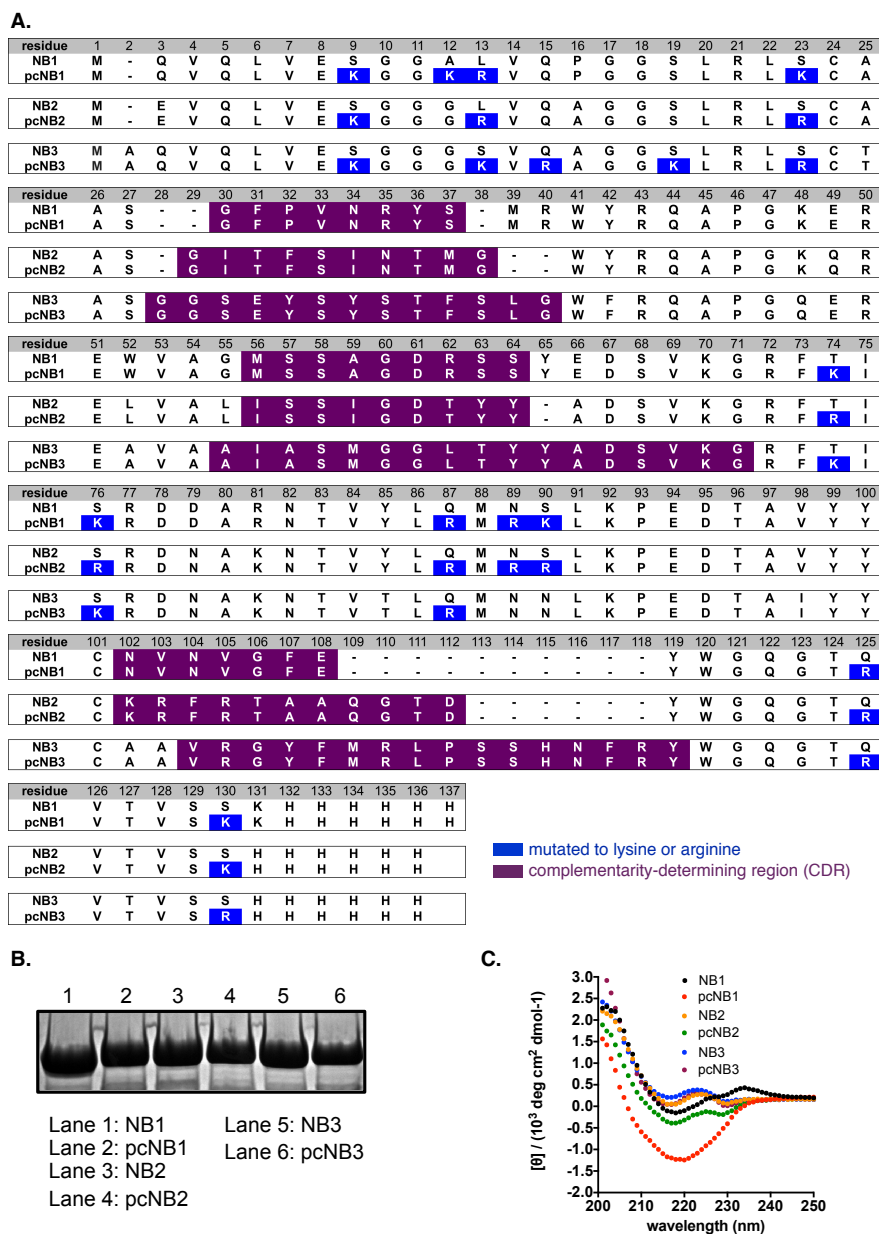 A.
residue 1 2 3 4 5 6 7 8 9 10 11 12 13 14 15 16 17 18 19 20 21 22 23 24 25
NB1 M - Q V Q L V E S G G A L V Q P G G S L R L S C A
pcNB1 M - Q V Q L V E K G G K R V Q P G G S L R L K C A
NB2 M - E V Q L V E S G G G L V Q A G G S L R L S C A
pcNB2 M - E V Q L V E K G G G R V Q A G G S L R L R C A
NB3 M A Q V Q L V E S G G G S V Q A G G S L R L S C T
pcNB3 M A Q V Q L V E K G G K V R A G G K L R L R C T
residue 26 27 28 29 30 31 32 33 34 35 36 37 38 39 40 41 42 43 44 45 46 47 48 49 50
NB1 A S - - G F P V N R Y S - M R W Y R Q A P G K E R
pcNB1 A S - - G F P V N R Y S - M R W Y R Q A P G K E R
NB2 A S - G I T F S I N T M G - - W Y R Q A P G K Q R
pcNB2 A S - G I T F S I N T M G - - W Y R Q A P G K Q R
NB3 A S G G S E Y S Y S T F S L G W F R Q A P G Q E R
pcNB3 A S G G S E Y S Y S T F S L G W F R Q A P G Q E R
residue 51 52 53 54 55 56 57 58 59 60 61 62 63 64 65 66 67 68 69 70 71 72 73 74 75
NB1 E W V A G M S S A G D R S S Y E D S V K G R F T I
pcNB1 E W V A G M S S A G D R S S Y E D S V K G R F K I
NB2 E L V A L I S S I G D T Y Y - A D S V K G R F T I
pcNB2 E L V A L I S S I G D T Y Y - A D S V K G R F R I
NB3 E A V A A I A S M G G L T Y Y A D S V K G R F T I
pcNB3 E A V A A I A S M G G L T Y Y A D S V K G R F K I
residue 76 77 78 79 80 81 82 83 84 85 86 87 88 89 90 91 92 93 94 95 96 97 98 99 100
NB1 S R D D A R N T V Y L Q M N S L K P E D T A V Y Y
pcNB1 K R D D A R N T V Y L R M R K L K P E D T A V Y Y
NB2 S R D N A K N T V Y L Q M N S L K P E D T A V Y Y
pcNB2 R R D N A K N T V Y L R M R R L K P E D T A V Y Y
NB3 S R D N A K N T V T L Q M N N L K P E D T A I Y Y
pcNB3 K R D N A K N T V T L R M N N L K P E D T A I Y Y
residue 101 102 103 104 105 106 107 108 109 110 111 112 113 114 115 116 117 118 119 120 121 122 123 124 125
NB1 C N V N V G F E - - - - - - - - - - Y W G Q G T Q
pcNB1 C N V N V G F E - - - - - - - - - - Y W G Q G T R
NB2 C K R F R T A A Q G T D - - - - - - Y W G Q G T Q
pcNB2 C K R F R T A A Q G T D - - - - - - Y W G Q G T R
NB3 C A A V R G Y F M R L P S S H N F R Y W G Q G T Q
pcNB3 C A A V R G Y F M R L P S S H N F R Y W G Q G T R
residue 126 127 128 129 130 131 132 133 134 135 136 137
NB1 V T V S S K H H H H H H
pcNB1 V T V S K K H H H H H H
NB2 V T V S S H H H H H H
pcNB2 V T V S K H H H H H H
NB3 V T V S S H H H H H H
pcNB3 V T V S R H H H H H H
mutated to lysine or arginine
complementarity-determining region (CDR)
B.
1 2 3 4 5 6
Lane 1: NB1
Lane 2: pcNB1
Lane 3: NB2
Lane 4: pcNB2
Lane 5: NB3
Lane 6: pcNB3
C.
[θ] / (10³ deg cm² dmol-1)
3.0
2.5
2.0
1.5
1.0
0.5
0.0
-0.5
-1.0
-1.5
-2.0
200 210 220 230 240 250
wavelength (nm)
NB1
pcNB1
NB2
pcNB2
NB3
pcNB3